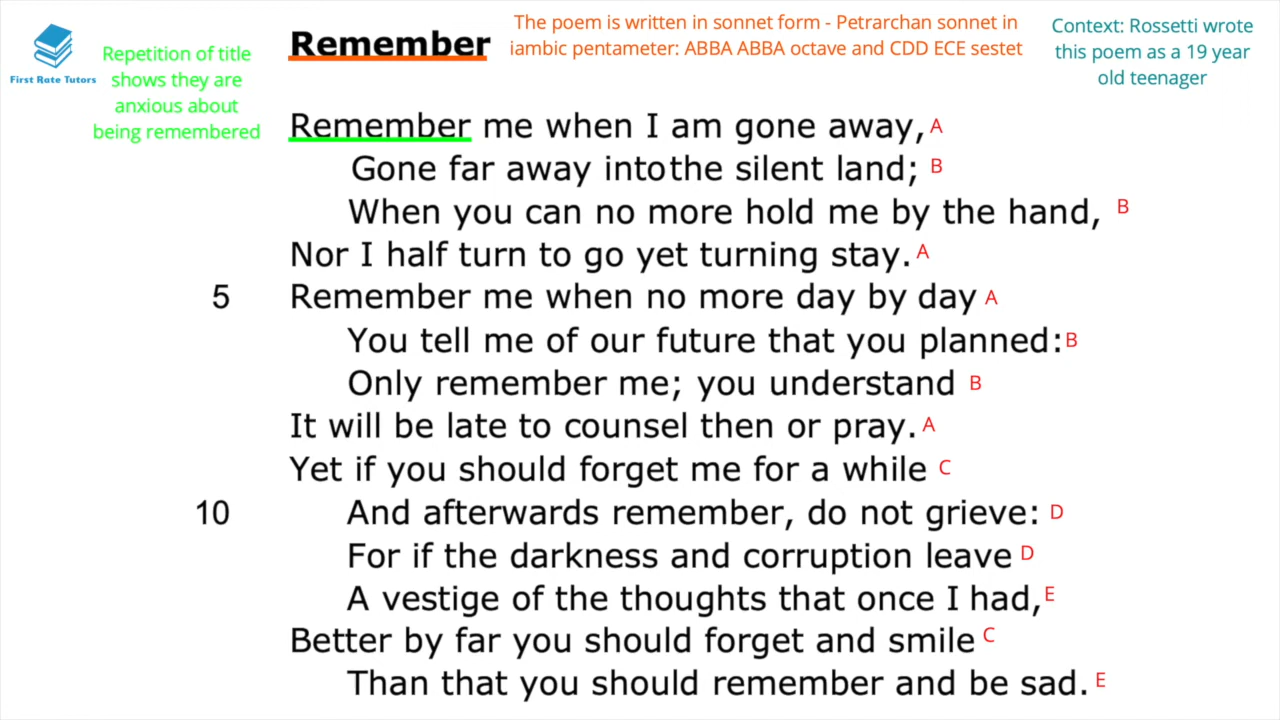 First Rate Tutors
Repetition of title
shows they are
anxious about
being remembered
Remember
The poem is written in sonnet form - Petrarchan sonnet in
iambic pentameter: ABBA ABBA octave and CDD ECE sestet
Context: Rossetti wrote
this poem as a 19 year
old teenager
Remember me when I am gone away, A
Gone far away into the silent land; B
When you can no more hold me by the hand, B
Nor I half turn to go yet turning stay. A
5 Remember me when no more day by day A
You tell me of our future that you planned: B
Only remember me; you understand B
It will be late to counsel then or pray. A
Yet if you should forget me for a while C
10 And afterwards remember, do not grieve: D
For if the darkness and corruption leave D
A vestige of the thoughts that once I had, E
Better by far you should forget and smile C
Than that you should remember and be sad. E